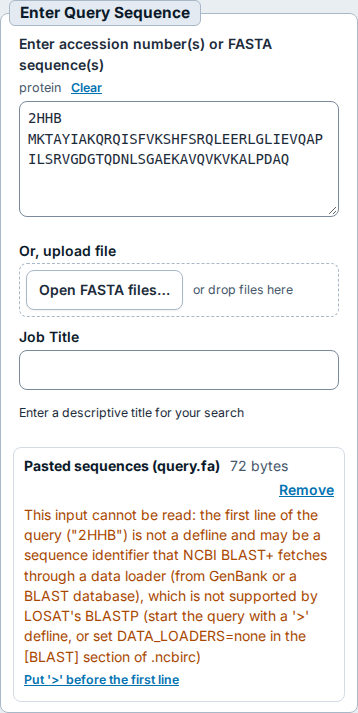 Enter Query Sequence
Enter accession number(s) or FASTA
sequence(s)
protein Clear
2HHB
MKTAYIAKQRQISFVKSHFSRQLEERLGLIEVQAP
ILSRVGDGTQDNLSGAEKAVQVKVKALPDAQ
Or, upload file
Open FASTA files... or drop files here
Job Title
Enter a descriptive title for your search
Pasted sequences (query.fa) 72 bytes
Remove
This input cannot be read: the first line of the
query ("2HHB") is not a defline and may be a
sequence identifier that NCBI BLAST+ fetches
through a data loader (from GenBank or a
BLAST database), which is not supported by
LOSAT's BLASTP (start the query with a '>'
defline, or set DATA_LOADERS=none in the
[BLAST] section of .ncbirc)
Put '>' before the first line